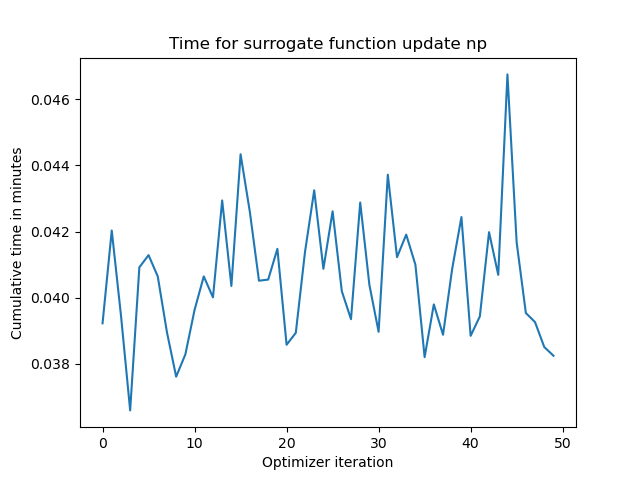 Time for surrogate function update np
Cumulative time in minutes
0.046
0.044
0.042
0.040
0.038
0 10 20 30 40 50
Optimizer iteration